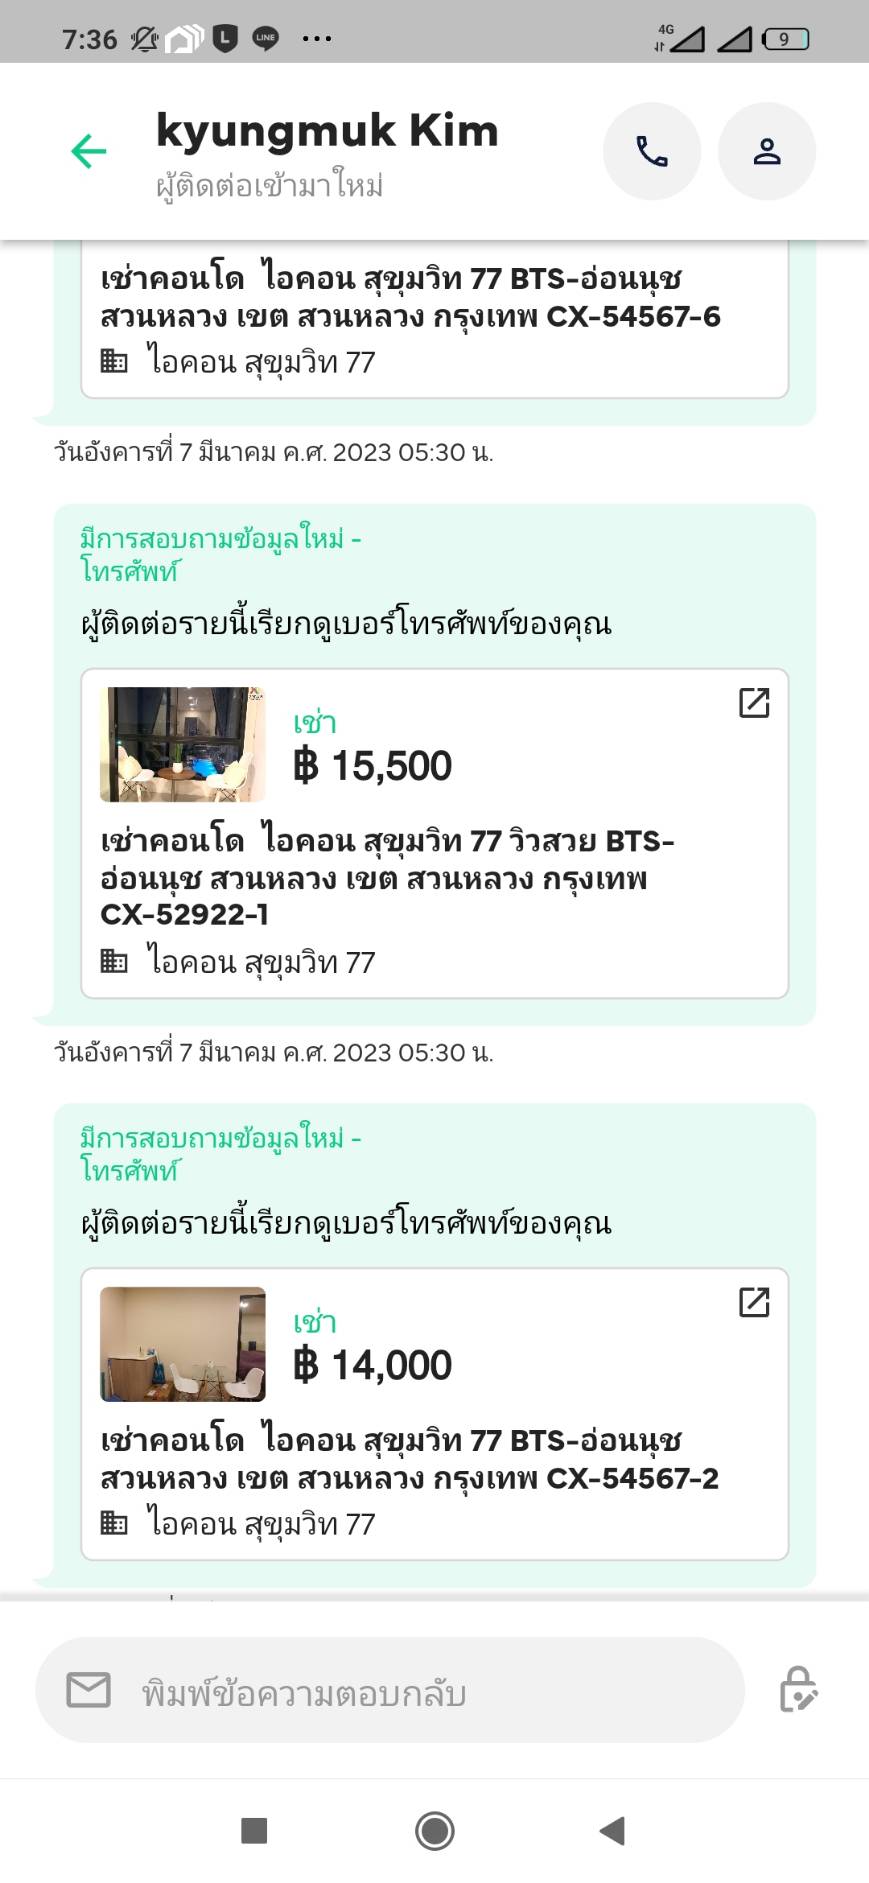 7:36
L
LINE
4G
9
kyungmuk Kim
ผู้ติดต่อเข้ามาใหม่
เช่าคอนโด ไอคอน สุขุมวิท 77 BTS-อ่อนนุช
สวนหลวง เขต สวนหลวง กรุงเทพ CX-54567-6
ไอคอน สุขุมวิท 77
วันอังคารที่ 7 มีนาคม ค.ศ. 2023 05:30 น.
มีการสอบถามข้อมูลใหม่ -
โทรศัพท์
ผู้ติดต่อรายนี้เรียกดูเบอร์โทรศัพท์ของคุณ
เช่า
฿ 15,500
เช่าคอนโด ไอคอน สุขุมวิท 77 วิวสวย BTS-
อ่อนนุช สวนหลวง เขต สวนหลวง กรุงเทพ
CX-52922-1
ไอคอน สุขุมวิท 77
วันอังคารที่ 7 มีนาคม ค.ศ. 2023 05:30 น.
มีการสอบถามข้อมูลใหม่ -
โทรศัพท์
ผู้ติดต่อรายนี้เรียกดูเบอร์โทรศัพท์ของคุณ
เช่า
฿ 14,000
เช่าคอนโด ไอคอน สุขุมวิท 77 BTS-อ่อนนุช
สวนหลวง เขต สวนหลวง กรุงเทพ CX-54567-2
ไอคอน สุขุมวิท 77
พิมพ์ข้อความตอบกลับ